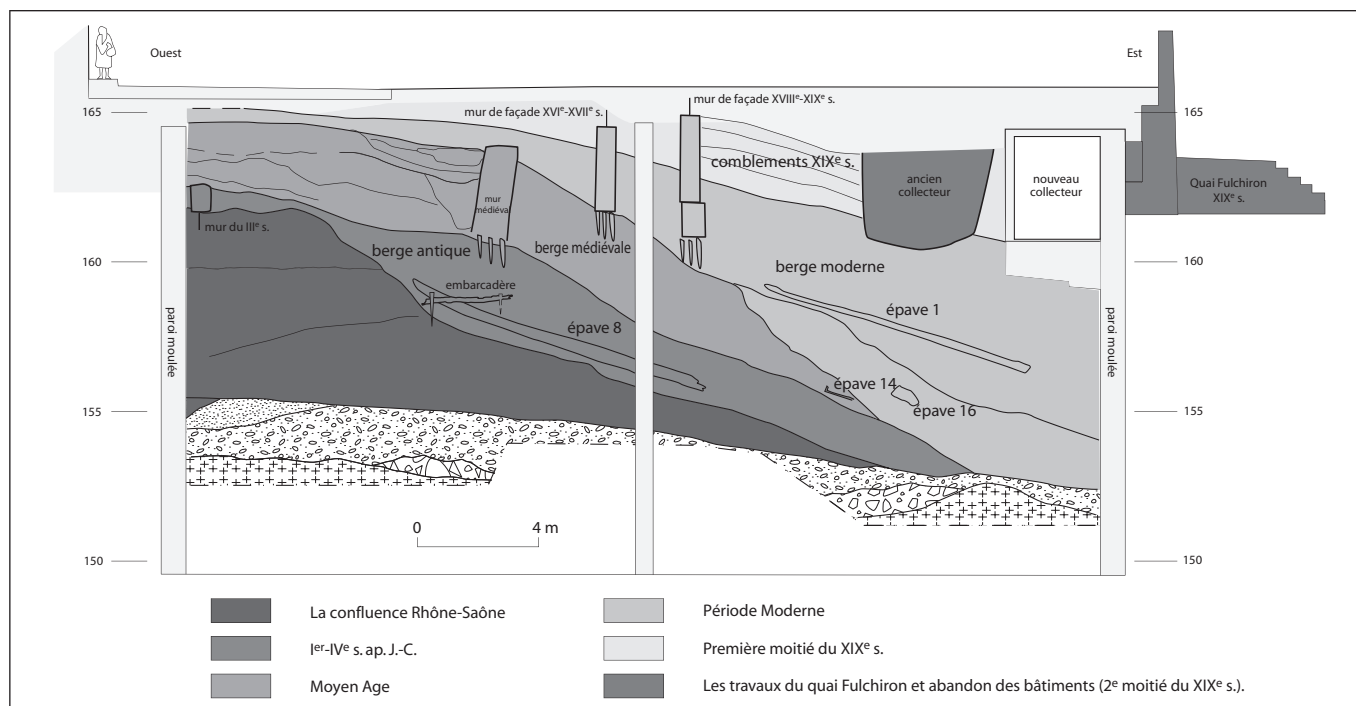 Ouest
Est
165
mur de façade XVIe-XVIIe s.
mur de façade XVIIIe-XIXe s.
165
comblements XIXe s.
ancien
collecteur
nouveau
collecteur
Quai Fulchiron
XIXe s.
mur
médiéval
mur du IIIe s.
berge antique
berge médiévale
160
berge moderne
160
embarcadère
épave 1
épave 8
paroi moulée
paroi moulée
épave 14
155
épave 16
155
0
4 m
150
150
La confluence Rhône-Saône
Ier-IVe s. ap. J.-C.
Moyen Age
Période Moderne
Première moitié du XIXe s.
Les travaux du quai Fulchiron et abandon des bâtiments (2e moitié du XIXe s.).